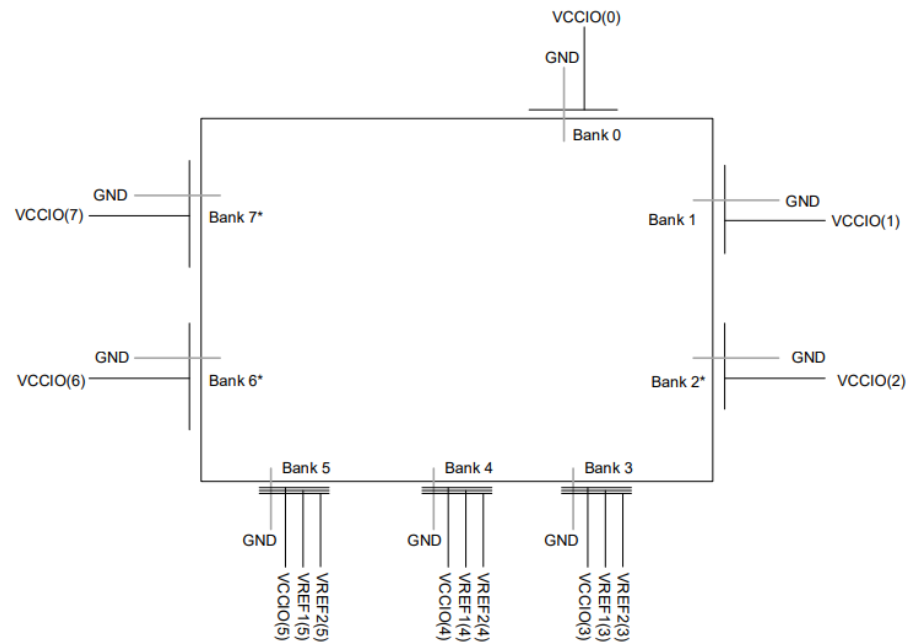 VCCIO(0)
GND
Bank 0
GND
Bank 7*
VCCIO(7)
GND
Bank 1
VCCIO(1)
GND
Bank 6*
VCCIO(6)
GND
Bank 2*
VCCIO(2)
Bank 5
Bank 4
Bank 3
GND
GND
GND
VCCIO(5)
VREF1(5)
VREF2(5)
VCCIO(4)
VREF1(4)
VREF2(4)
VCCIO(3)
VREF1(3)
VREF2(3)